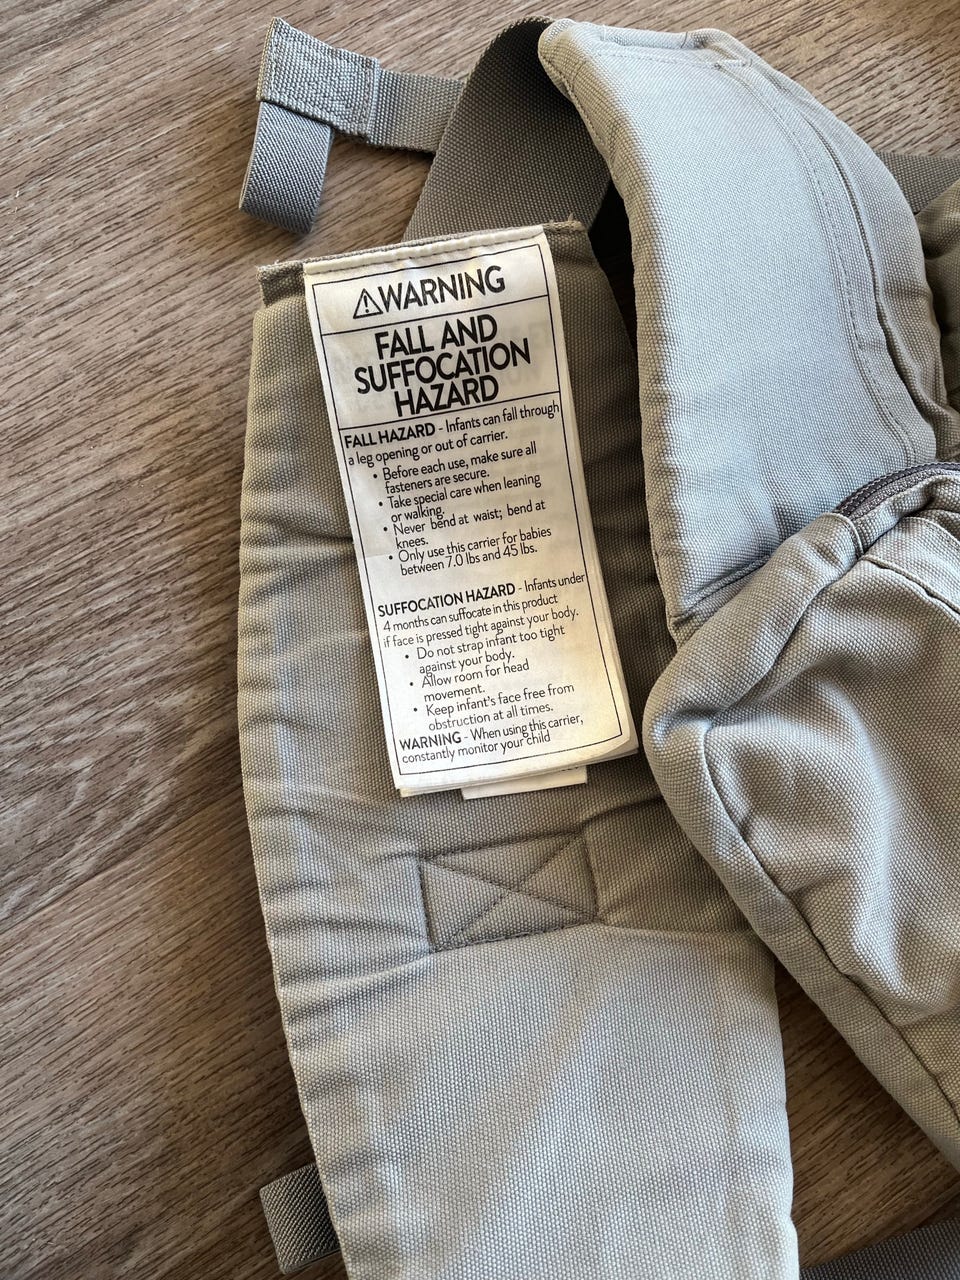 ⚠WARNING
FALL AND
SUFFOCATION
HAZARD
FALL HAZARD - Infants can fall through
a leg opening or out of carrier.
• Before each use, make sure all
fasteners are secure.
• Take special care when leaning
or walking.
• Never bend at waist; bend at
knees.
• Only use this carrier for babies
between 7.0 lbs and 45 lbs.
SUFFOCATION HAZARD - Infants under
4 months can suffocate in this product
if face is pressed tight against your body.
• Do not strap infant too tight
against your body.
• Allow room for head
movement.
• Keep infant's face free from
obstruction at all times.
WARNING - When using this carrier,
constantly monitor your child